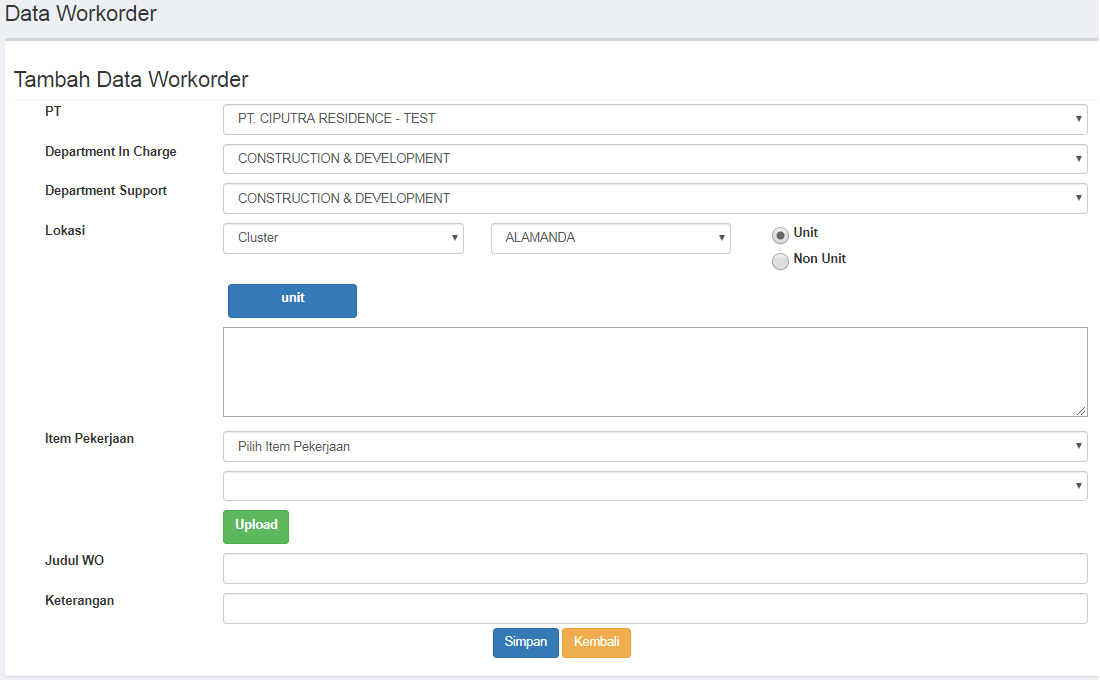 Data Workorder
Tambah Data Workorder
PT
PT. CIPUTRA RESIDENCE - TEST
Department In Charge
CONSTRUCTION & DEVELOPMENT
Department Support
CONSTRUCTION & DEVELOPMENT
Lokasi
Cluster
ALAMANDA
Unit
Non Unit
unit
Item Pekerjaan
Pilih Item Pekerjaan
Upload
Judul WO
Keterangan
Simpan
Kembali